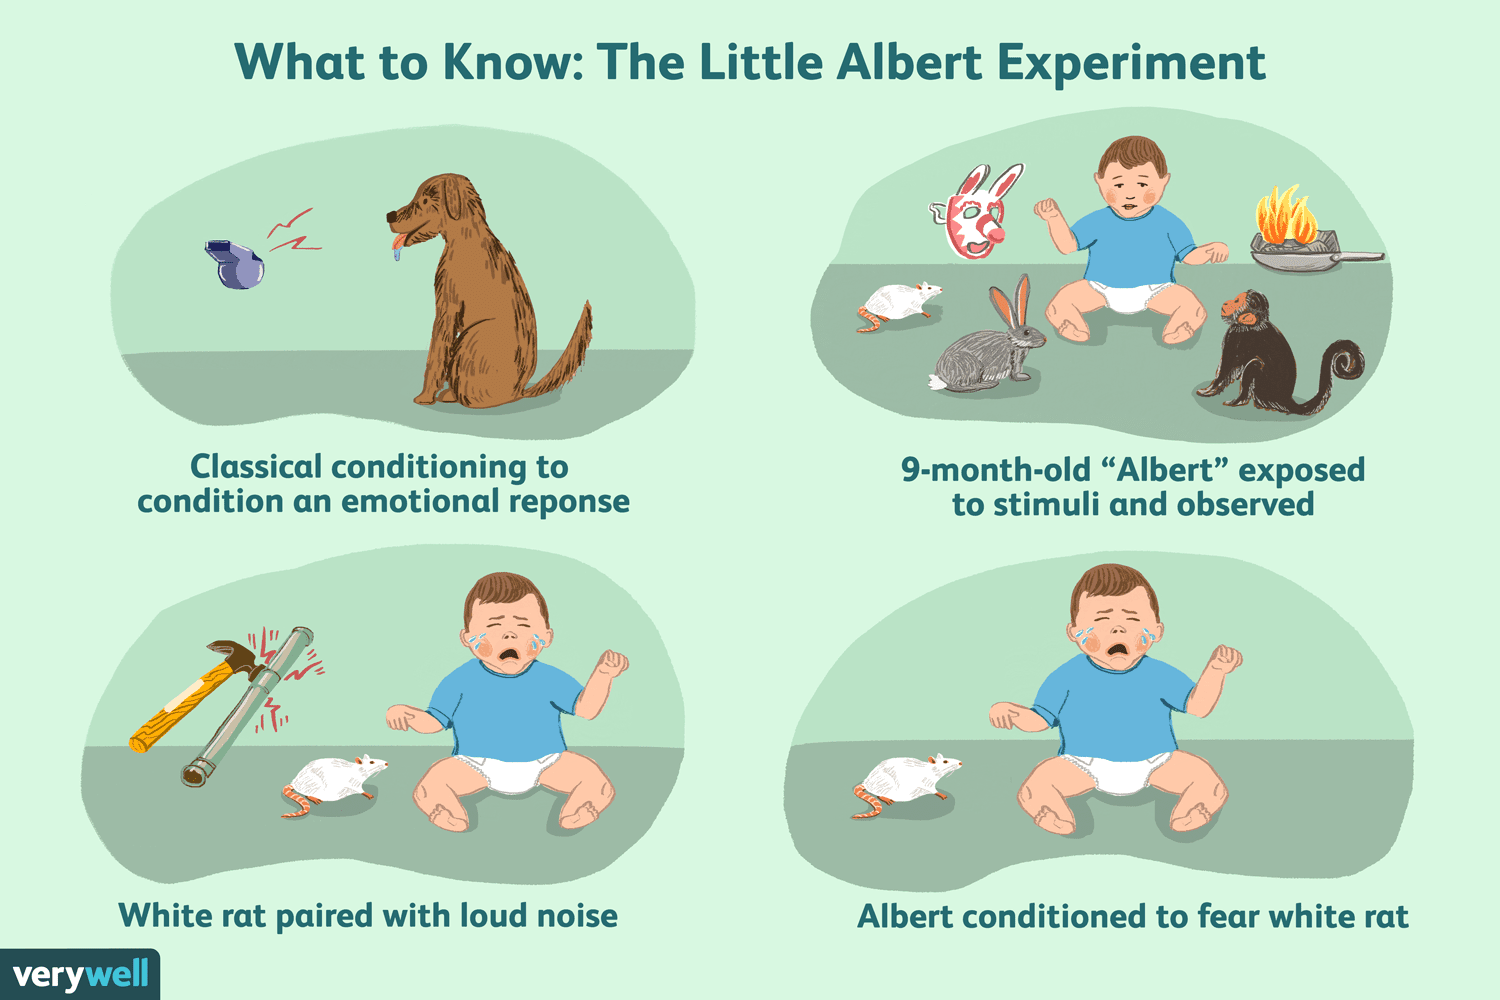 What to Know: The Little Albert Experiment
Classical conditioning to
condition an emotional reponse
9-month-old “Albert” exposed
to stimuli and observed
White rat paired with loud noise
Albert conditioned to fear white rat
verywell